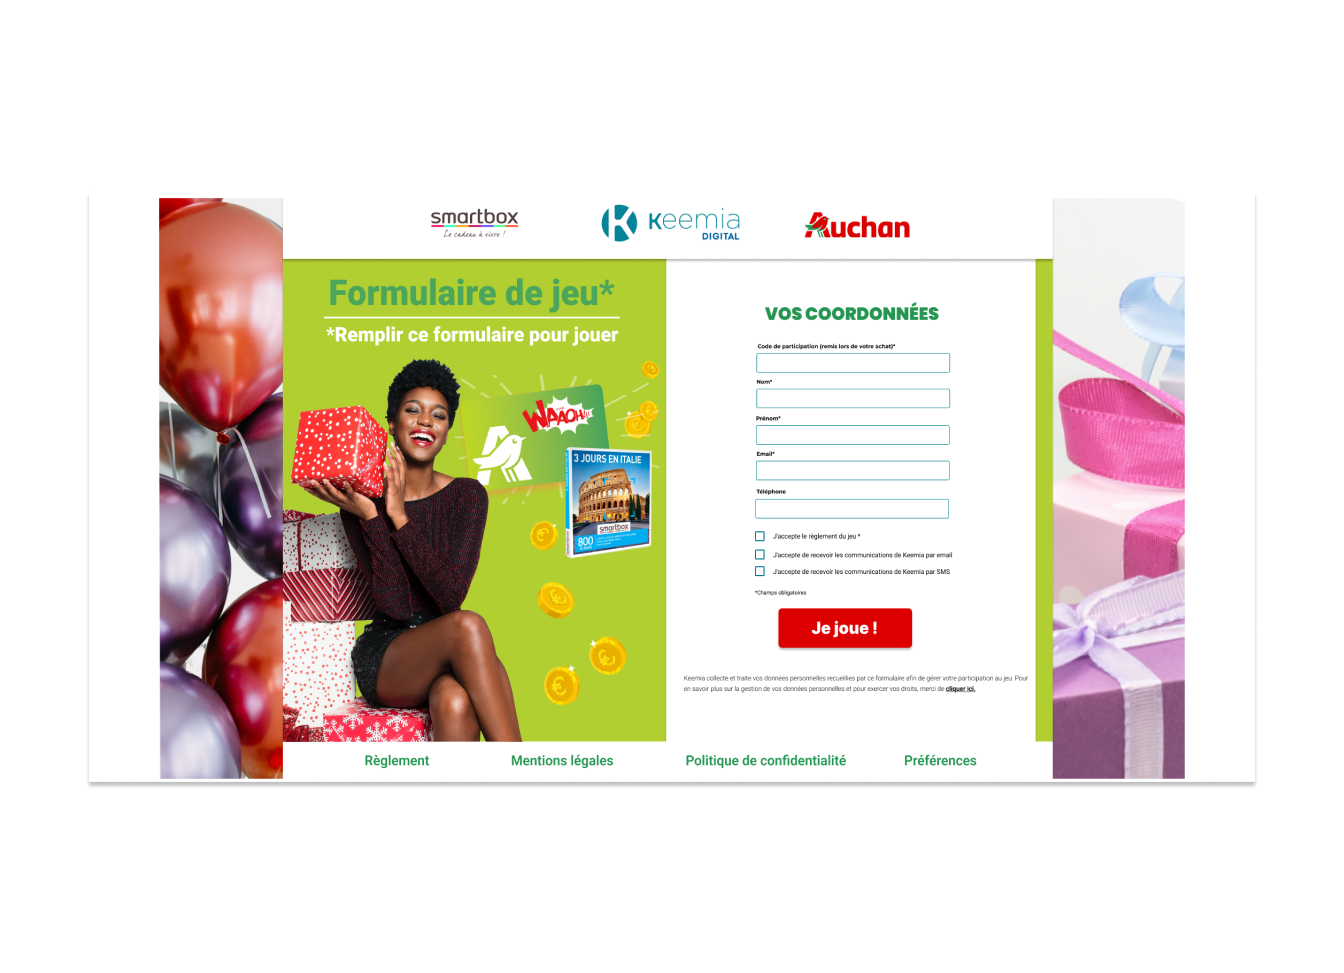 smartbox
Le cadeau à vivre !
Keemia
DIGITAL
Auchan
Formulaire de jeu*
*Remplir ce formulaire pour jouer
WAAOH!!!
3 JOURS EN ITALIE
smartbox
800
VOS COORDONNÉES
Code de participation (remis lors de votre achat)*
Nom*
Prénom*
Email*
Téléphone
J'accepte le règlement du jeu *
J'accepte de recevoir les communications de Keemia par email
J'accepte de recevoir les communications de Keemia par SMS
*Champs obligatoires
Je joue !
Keemia collecte et traite vos données personnelles recueillies par ce formulaire afin de gérer votre participation au jeu. Pour
en savoir plus sur la gestion de vos données personnelles et pour exercer vos droits, merci de cliquer ici.
Règlement
Mentions légales
Politique de confidentialité
Préférences